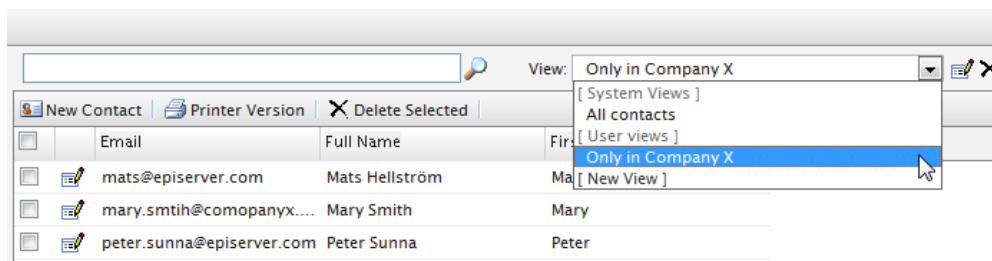 View: Only in Company X
[ System Views ]
New Contact Printer Version Delete Selected All contacts
[ User views ]
Email Full Name Firs
Only in Company X
mats@episerver.com Mats Hellström Ma [ New View ]
mary.smtih@comopanyx.... Mary Smith Mary
peter.sunna@episerver.com Peter Sunna Peter